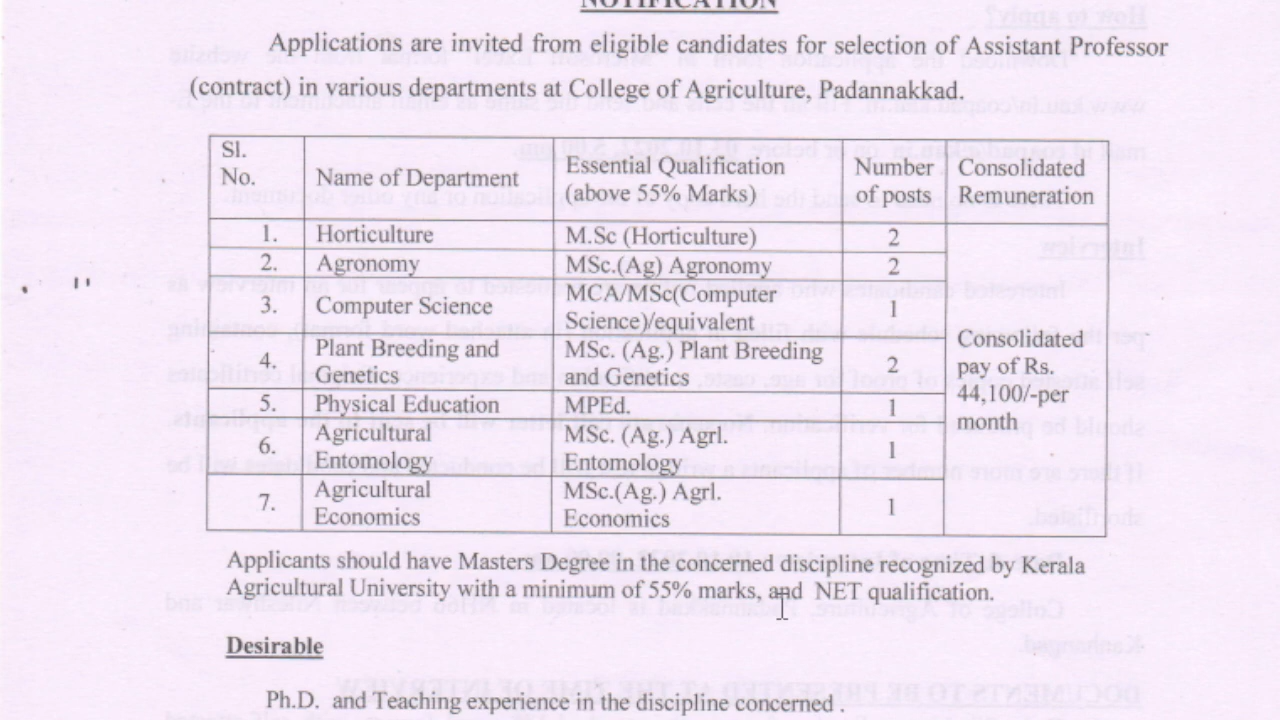 NOTIFICATION
Applications are invited from eligible candidates for selection of Assistant Professor
(contract) in various departments at College of Agriculture, Padannakkad.
Sl. No. Name of Department Essential Qualification (above 55% Marks) Number of posts Consolidated Remuneration
1. Horticulture M.Sc (Horticulture) 2
2. Agronomy MSc.(Ag) Agronomy 2
3. Computer Science MCA/MSc(Computer Science)/equivalent 1
4. Plant Breeding and Genetics MSc. (Ag.) Plant Breeding and Genetics 2
5. Physical Education MPEd. 1
6. Agricultural Entomology MSc. (Ag.) Agrl. Entomology 1
7. Agricultural Economics MSc.(Ag.) Agrl. Economics 1
Consolidated pay of Rs. 44,100/-per month
Applicants should have Masters Degree in the concerned discipline recognized by Kerala
Agricultural University with a minimum of 55% marks, and NET qualification.
Desirable
Ph.D. and Teaching experience in the discipline concerned .